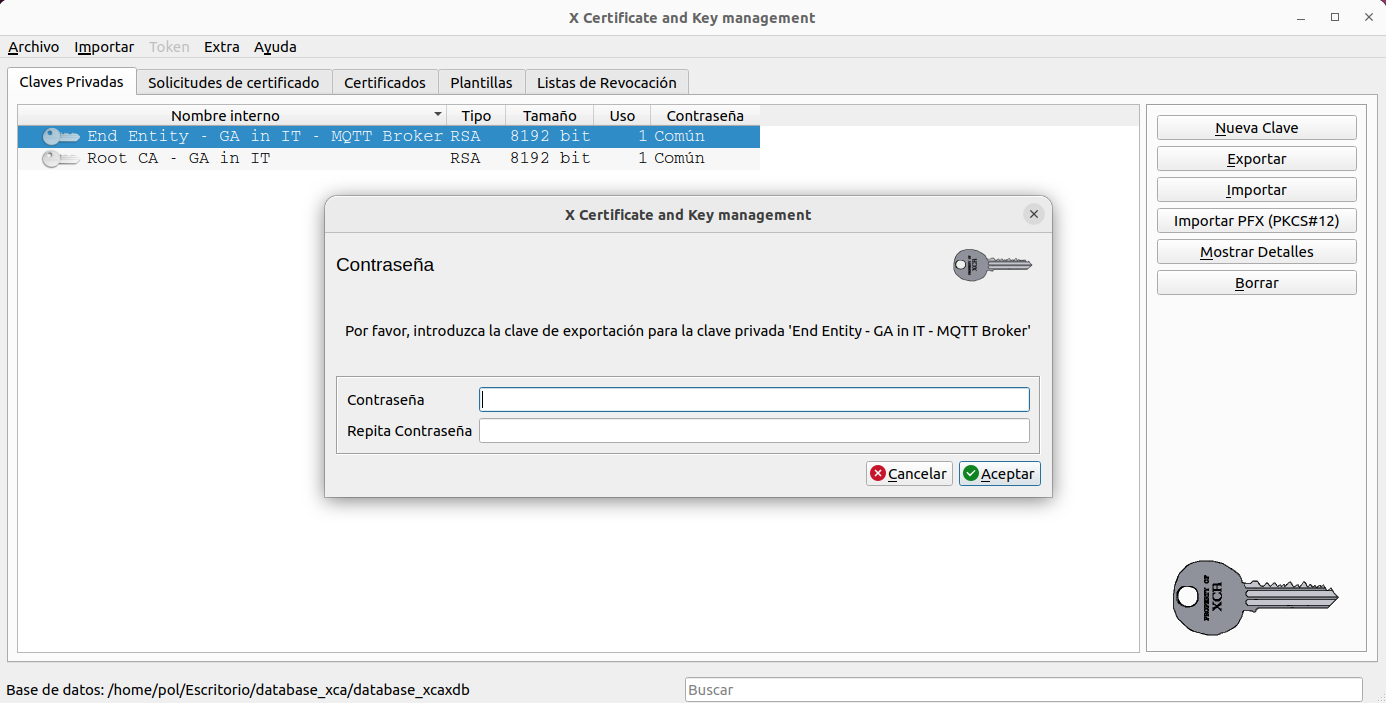 X Certificate and Key management
Archivo Importar Token Extra Ayuda
Claves Privadas Solicitudes de certificado Certificados Plantillas Listas de Revocación
Nombre interno Tipo Tamaño Uso Contraseña
End Entity - GA in IT - MQTT Broker RSA 8192 bit 1 Común
Root CA - GA in IT RSA 8192 bit 1 Común
Nueva Clave
Exportar
Importar
Importar PFX (PKCS#12)
Mostrar Detalles
Borrar
X Certificate and Key management
Contraseña
PROPERTY OF
XCA
Por favor, introduzca la clave de exportación para la clave privada 'End Entity - GA in IT - MQTT Broker'
Contraseña
Repita Contraseña
Cancelar Aceptar
PROPERTY OF
XCA
Base de datos: /home/pol/Escritorio/database_xca/database_xcaxdb Buscar